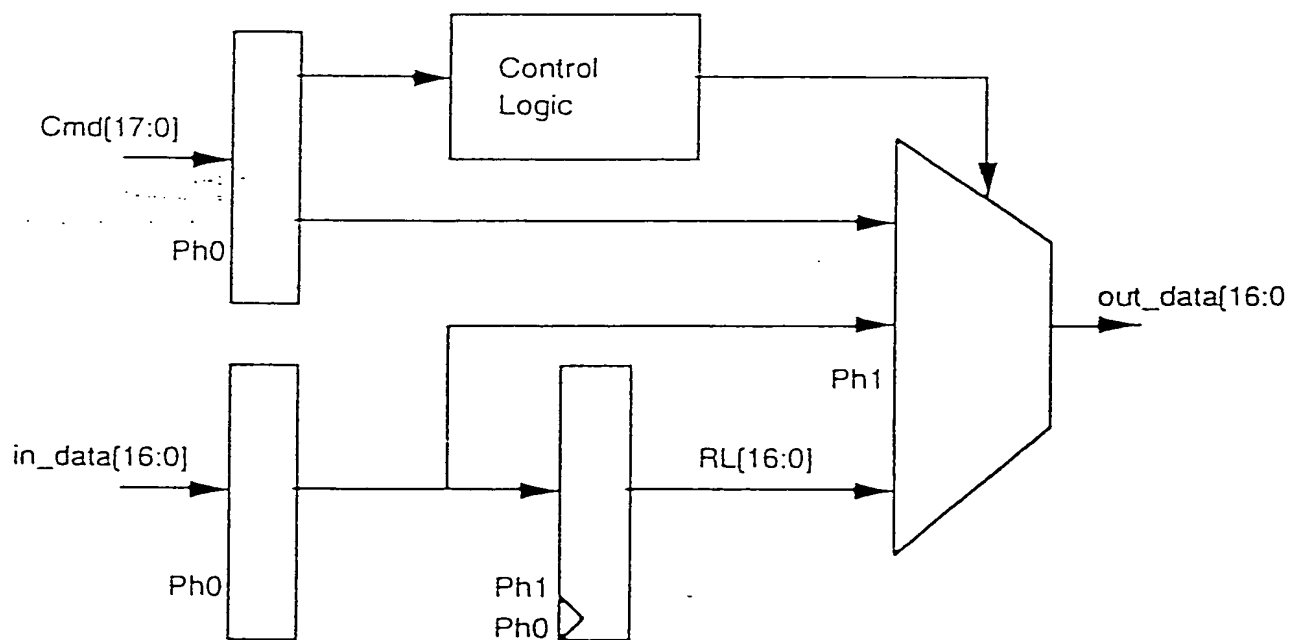 Control
Logic
Cmd[17:0]
Ph0
out_data[16:0
Ph1
in_data[16:0]
RL[16:0]
Ph0
Ph1
Ph0